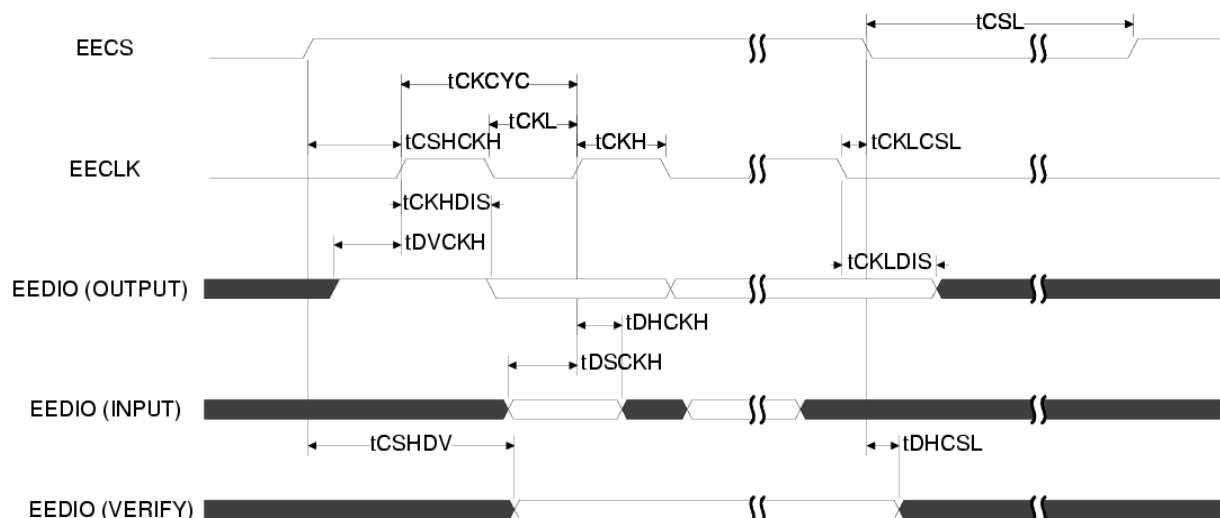 tCSL
EECS
tCKCYC
tCKL
tCSHCKH
tCKH
tCKLCSL
EECLK
tCKHDIS
tDVCKH
tCKLDIS
EEDIO (OUTPUT)
tDHCKH
tDSCKH
EEDIO (INPUT)
tCSHDV
tDHCSL
EEDIO (VERIFY)